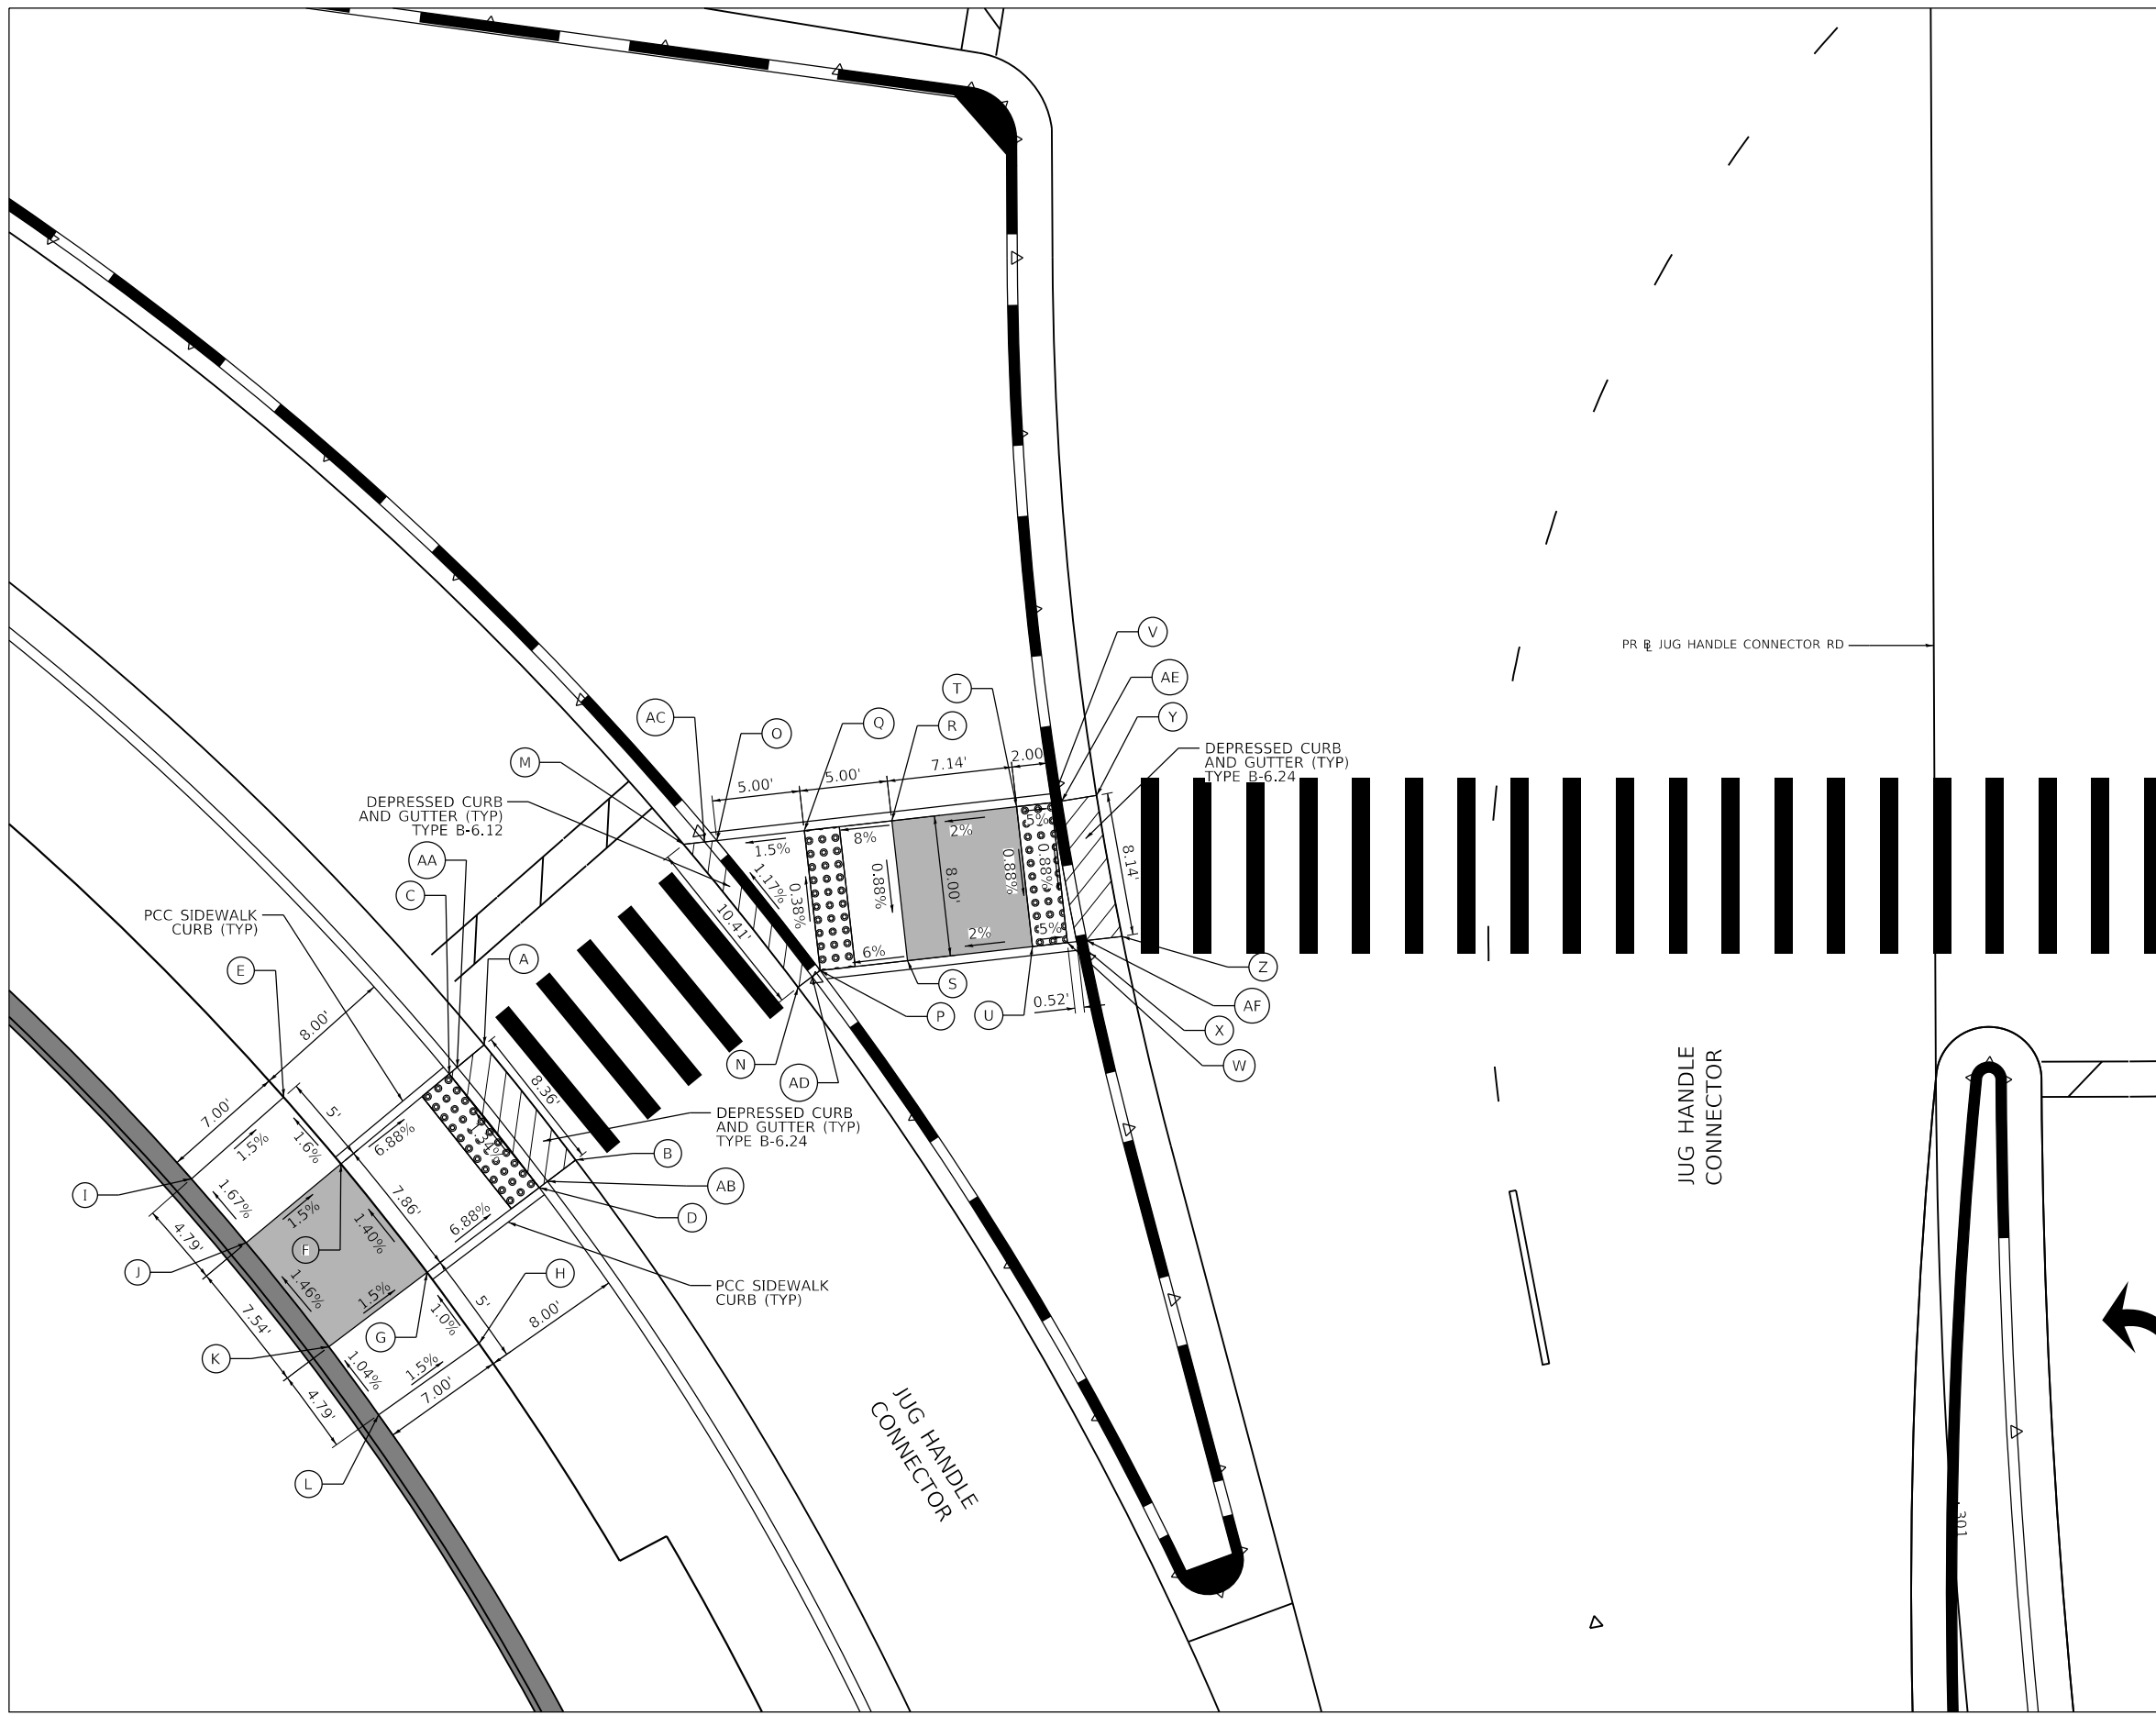 V
AE
PR ℄ JUG HANDLE CONNECTOR RD
T
Y
AC
Q
R
O
DEPRESSED CURB
AND GUTTER (TYP)
TYPE B-6.24
M
2.00
7.14'
5.00'
5.00'
DEPRESSED CURB
AND GUTTER (TYP)
TYPE B-6.12
5%
2%
8%
1.5%
1.17%
0.38%
0.88%
8.00'
0.88%
0.88%
8.14'
AA
C
10.41'
PCC SIDEWALK
CURB (TYP)
2%
5%
6%
E
A
Z
S
AF
P
U
0.52'
X
W
N
AD
8.00'
8.36'
7.00'
5'
DEPRESSED CURB
AND GUTTER (TYP)
TYPE B-6.24
1.5%
1.6%
6.88%
B
AB
I
1.67%
7.86'
D
1.5%
1.40%
6.88%
4.79'
F
J
H
PCC SIDEWALK
CURB (TYP)
1.46%
1.5%
5'
8.00'
7.54'
1.0%
G
K
1.04%
1.5%
7.00'
4.79'
L
JUG HANDLE
CONNECTOR
JUG HANDLE
CONNECTOR